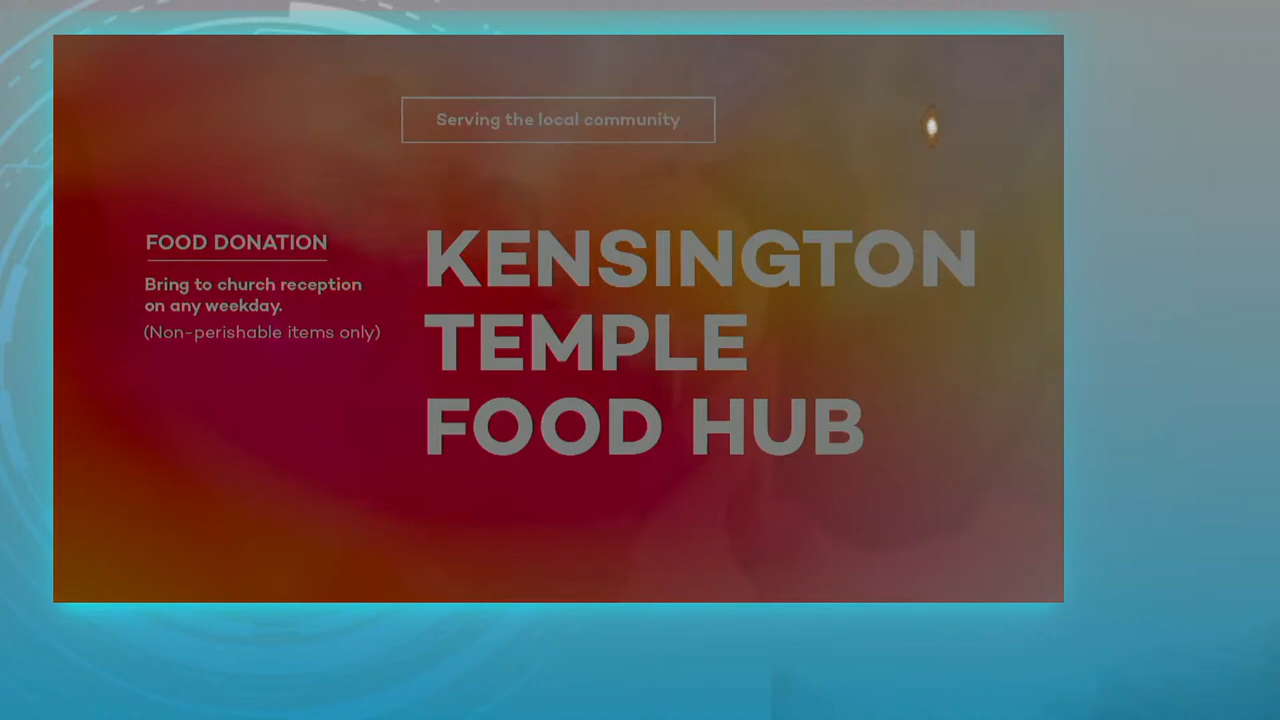 Serving the local community
FOOD DONATION
Bring to church reception
on any weekday.
(Non-perishable items only)
KENSINGTON
TEMPLE
FOOD HUB